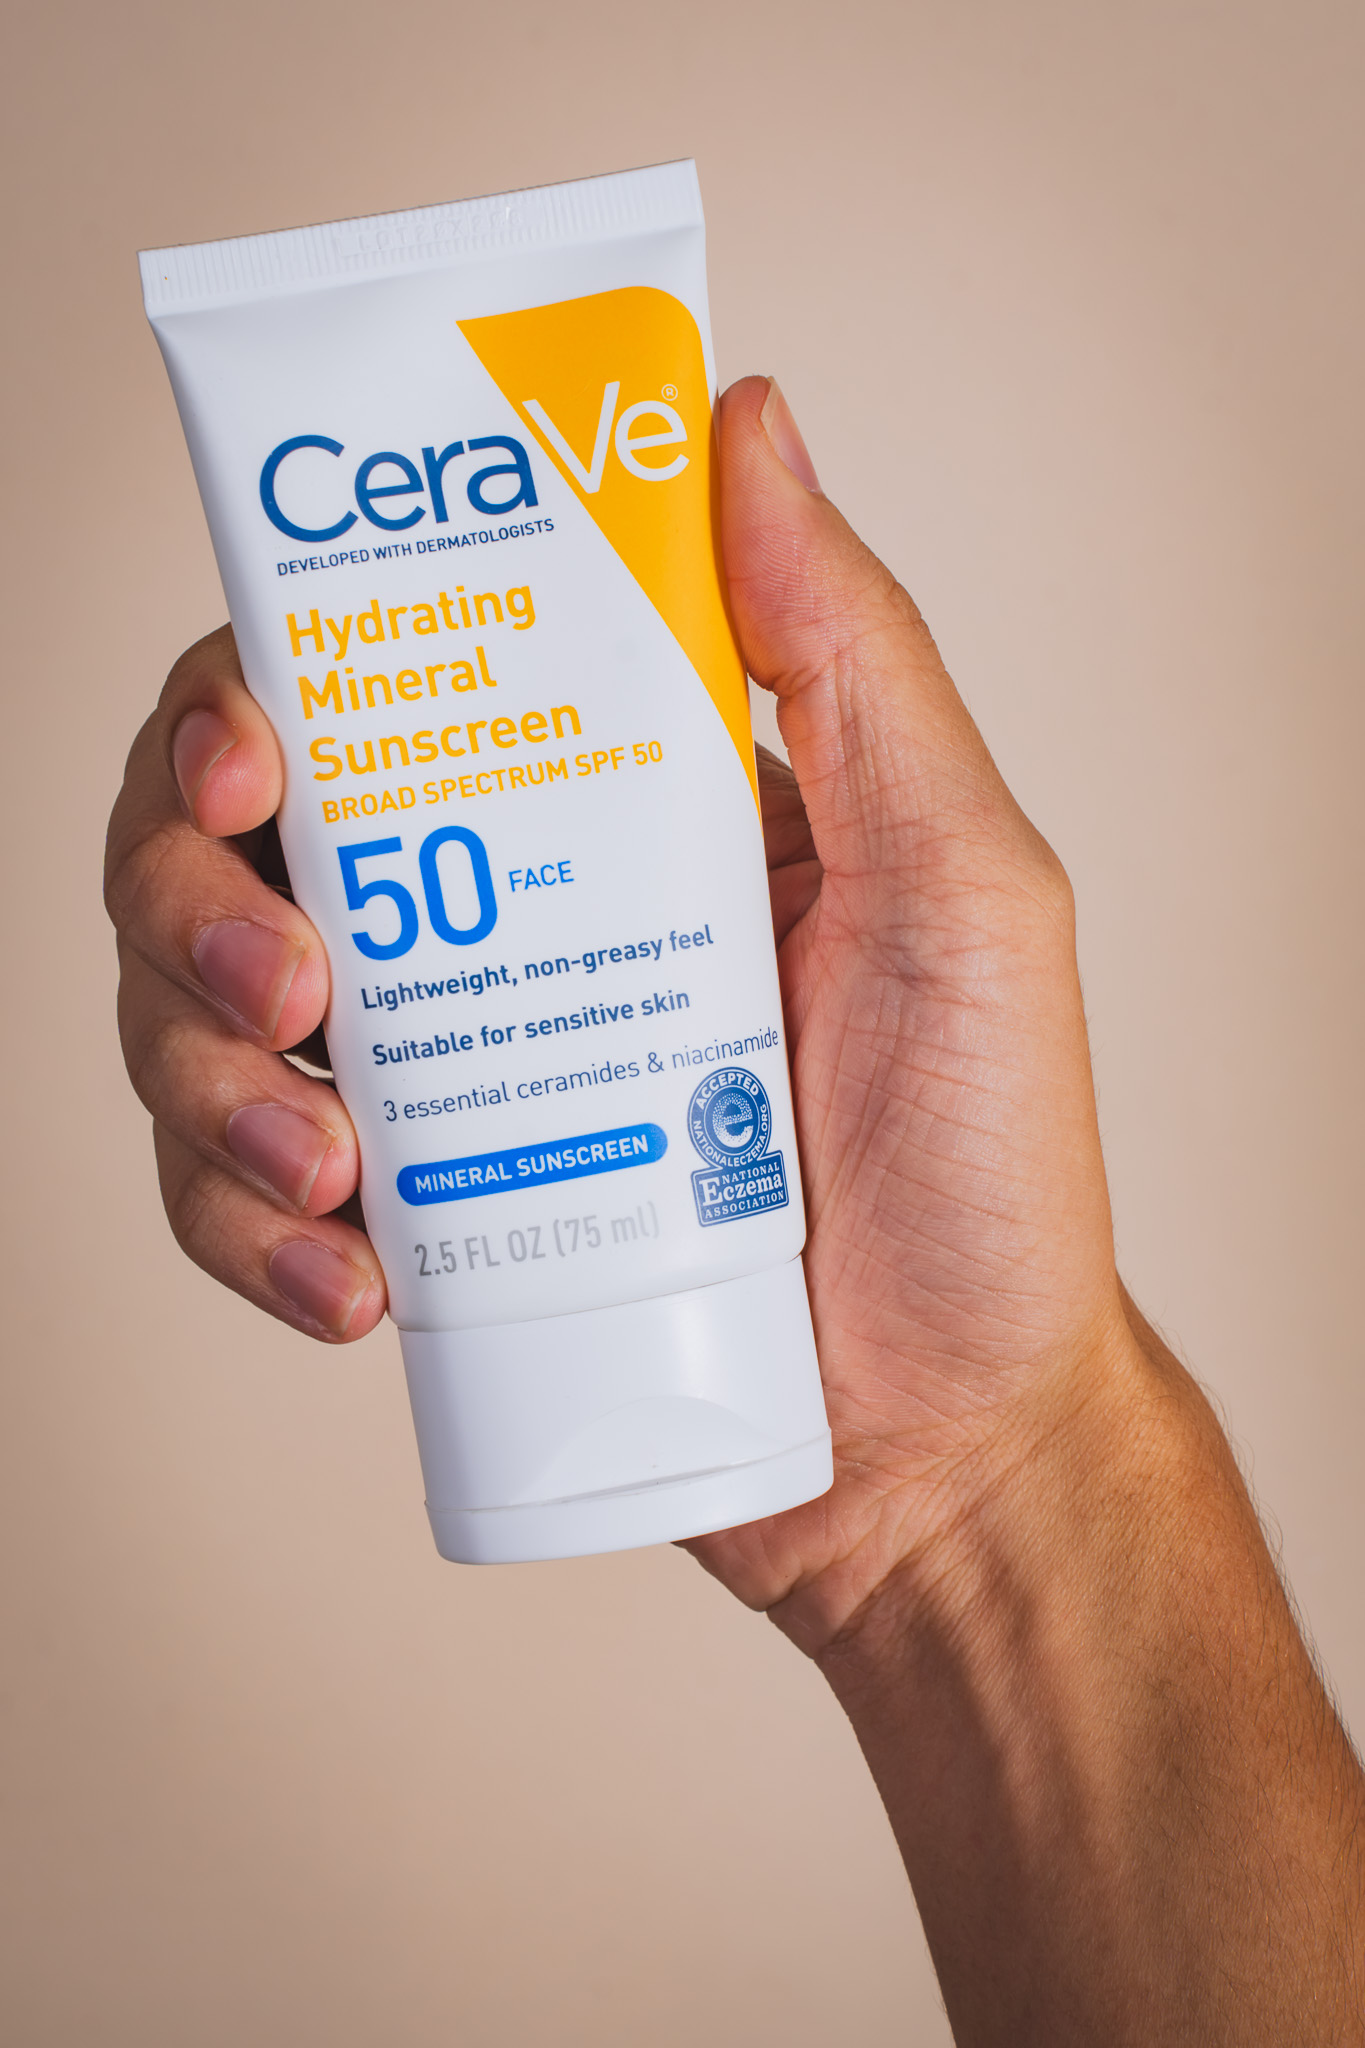 CeraVe®
DEVELOPED WITH DERMATOLOGISTS
Hydrating
Mineral
Sunscreen
BROAD SPECTRUM SPF 50
50 FACE
Lightweight, non-greasy feel
Suitable for sensitive skin
3 essential ceramides & niacinamide
MINERAL SUNSCREEN
ACCEPTED
e
NATIONALECZEMA.ORG
NATIONAL
Eczema
ASSOCIATION
2.5 FL OZ (75 ml)